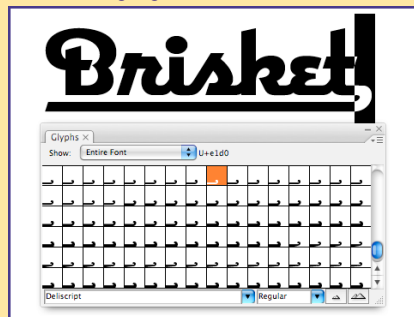 Brisket,
Glyphs ×
Show: Entire Font U+e1d0
Deliscript Regular